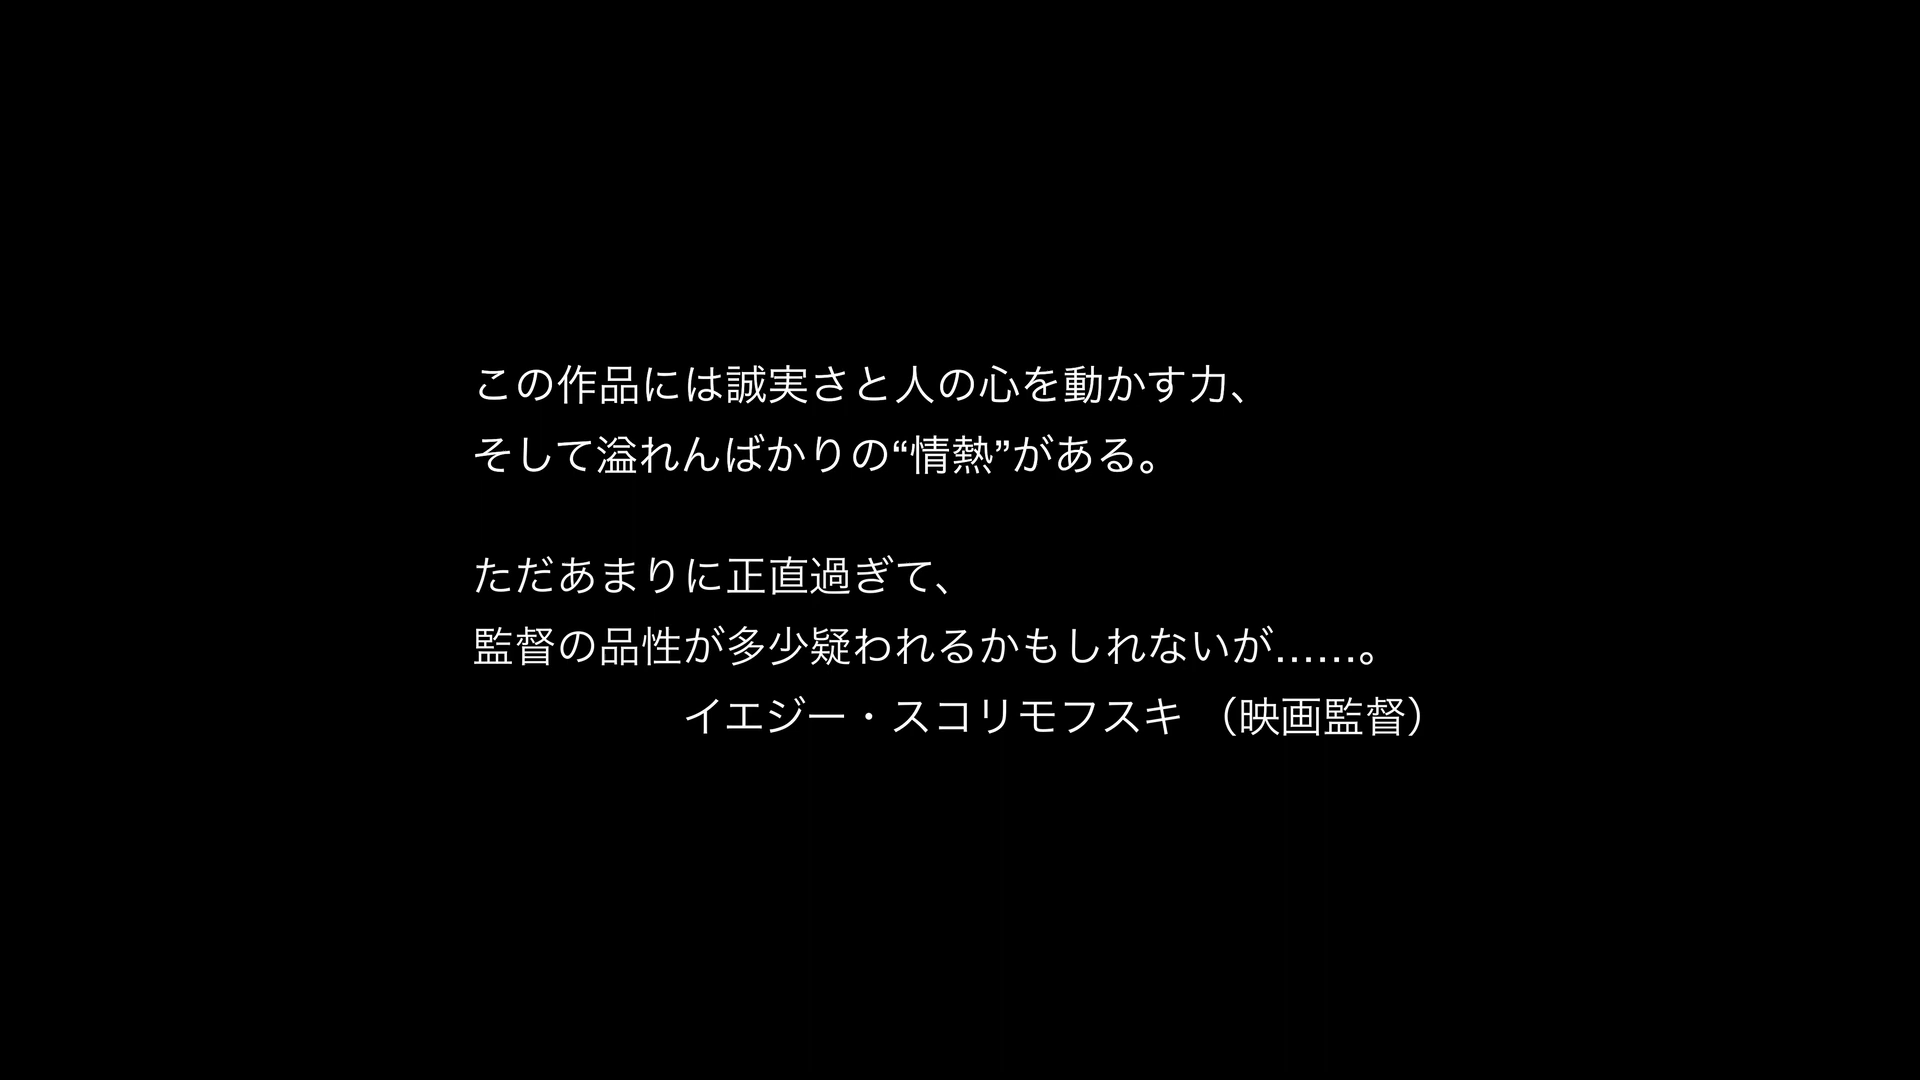 この作品には誠実さと人の心を動かす力、
そして溢れんばかりの“情熱”がある。
ただあまりに正直過ぎて、
監督の品性が多少疑われるかもしれないが……。
イエジー・スコリモフスキ （映画監督）